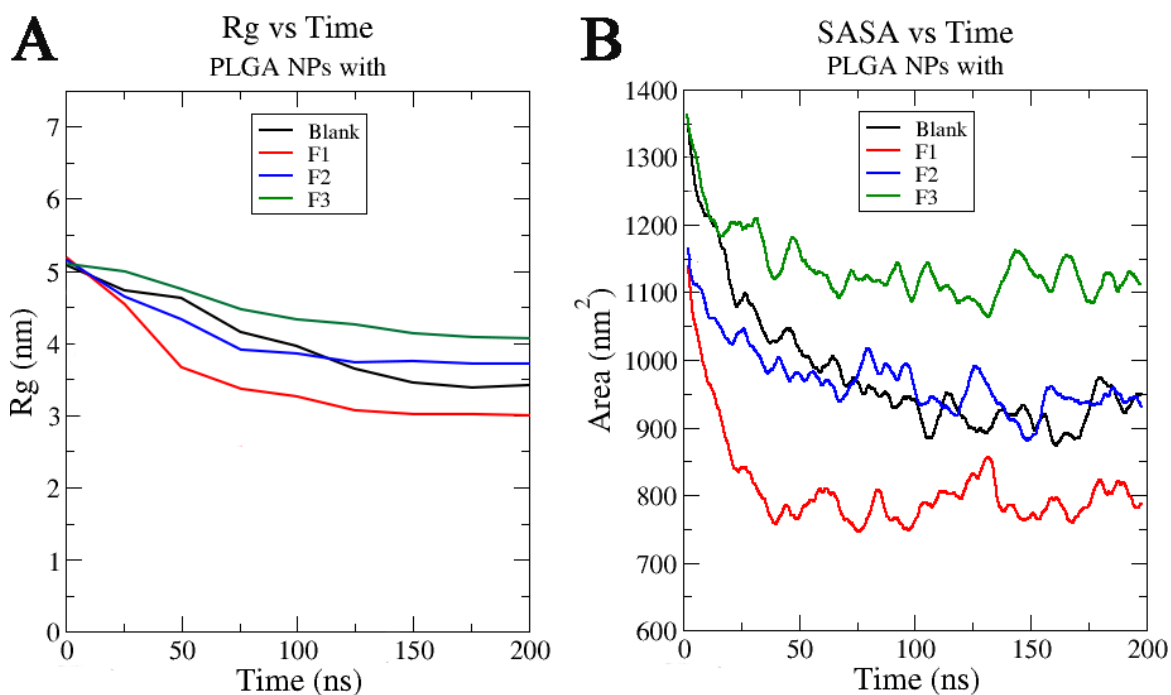 A
Rg vs Time
PLGA NPs with
Blank
F1
F2
F3
7
6
5
4
3
2
1
0
Rg (nm)
0 50 100 150 200
Time (ns)
B
SASA vs Time
PLGA NPs with
Blank
F1
F2
F3
1400
1300
1200
1100
1000
900
800
700
600
Area (nm²)
0 50 100 150 200
Time (ns)